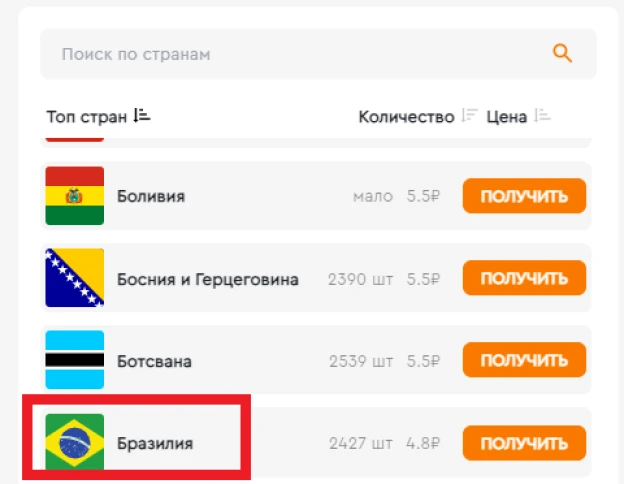 Поиск по странам
Топ стран Количество Цена
Боливия мало 5.5₽ ПОЛУЧИТЬ
Босния и Герцеговина 2390 шт 5.5₽ ПОЛУЧИТЬ
Ботсвана 2539 шт 5.5₽ ПОЛУЧИТЬ
Бразилия 2427 шт 4.8₽ ПОЛУЧИТЬ